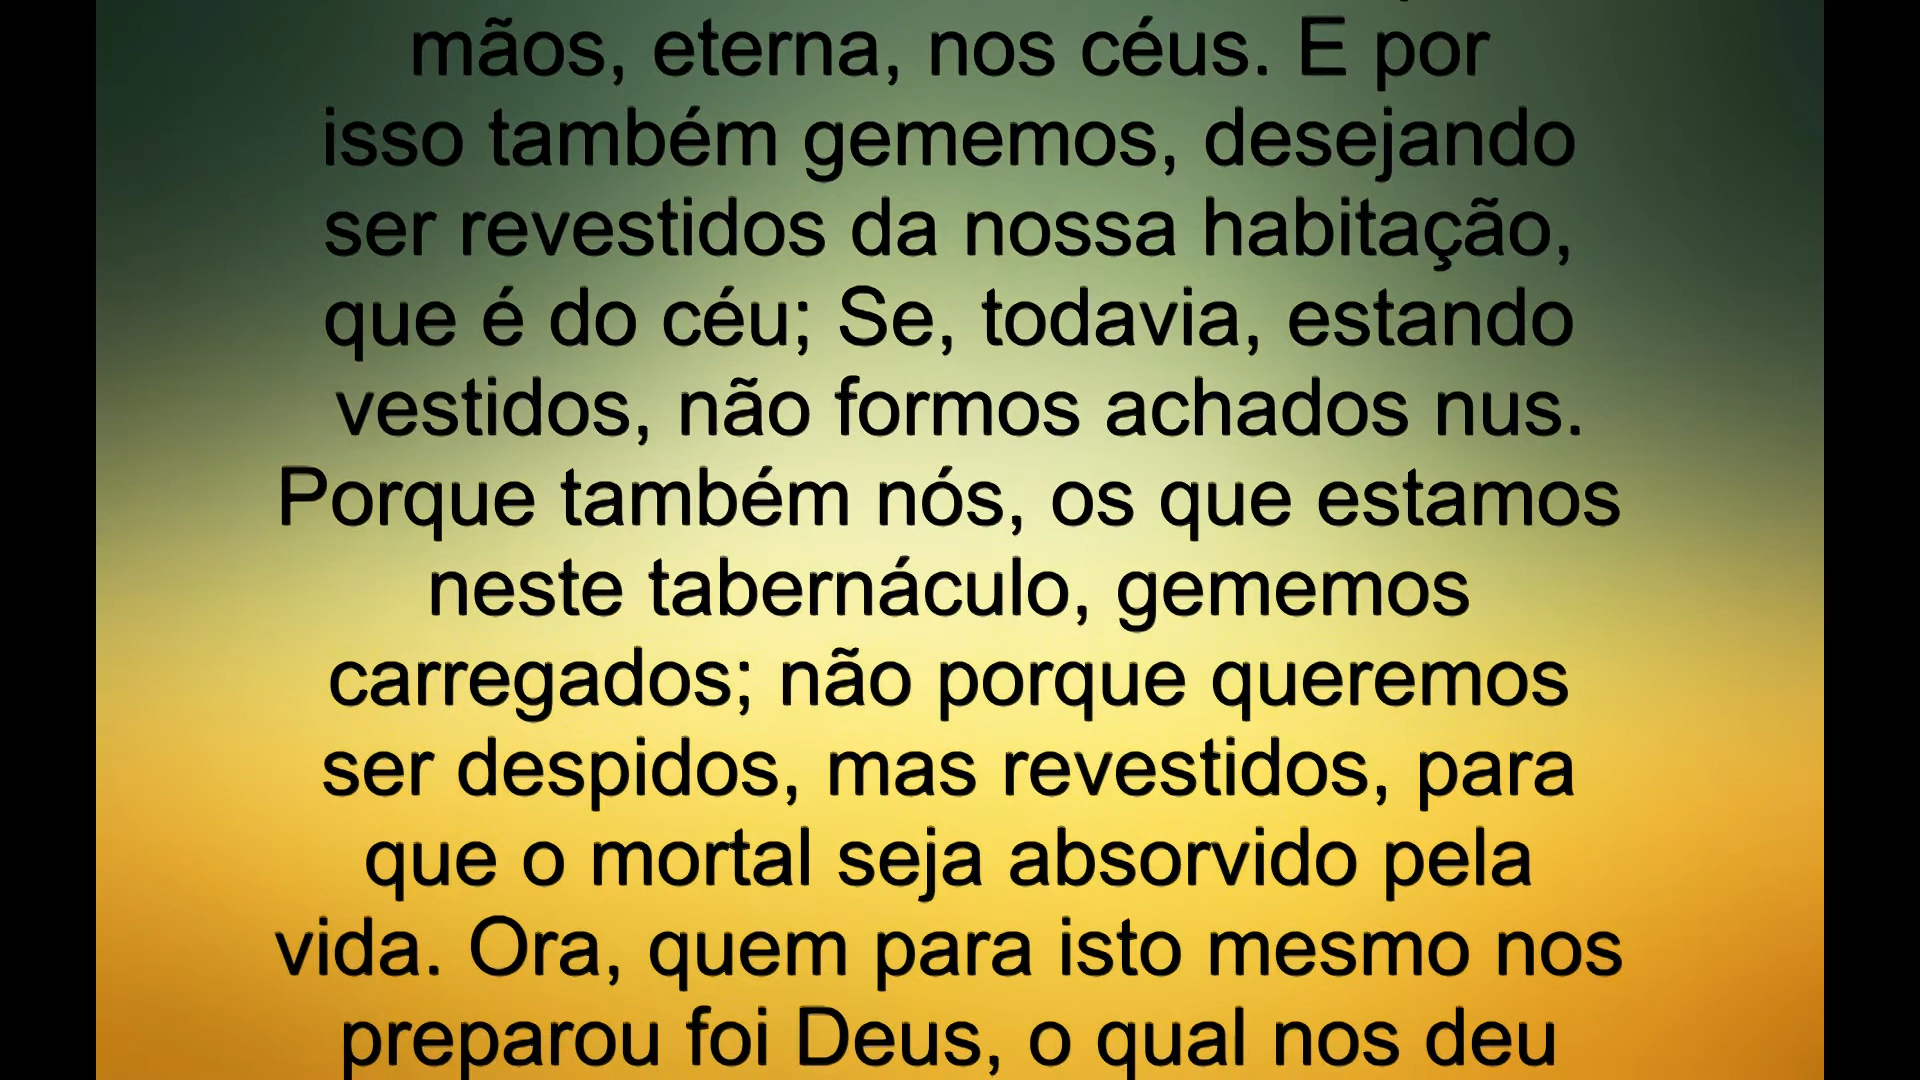 mãos, eterna, nos céus. E por
isso também gememos, desejando
ser revestidos da nossa habitação,
que é do céu; Se, todavia, estando
vestidos, não formos achados nus.
Porque também nós, os que estamos
neste tabernáculo, gememos
carregados; não porque queremos
ser despidos, mas revestidos, para
que o mortal seja absorvido pela
vida. Ora, quem para isto mesmo nos
preparou foi Deus, o qual nos deu